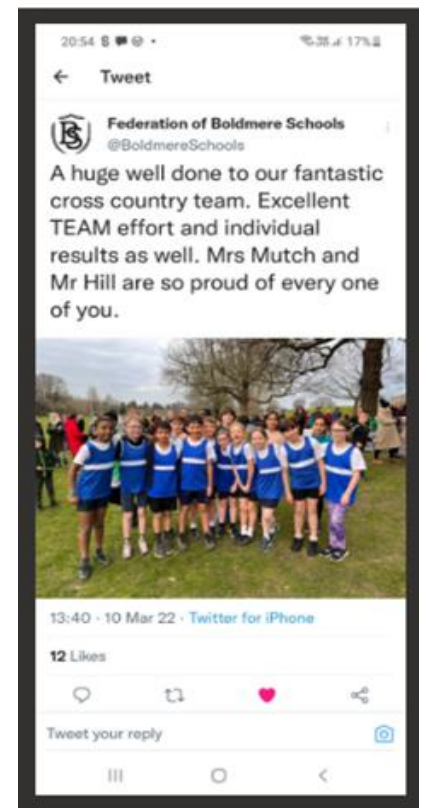 20:54
17%
Tweet
Federation of Boldmere Schools
@BoldmereSchools
A huge well done to our fantastic
cross country team. Excellent
TEAM effort and individual
results as well. Mrs Mutch and
Mr Hill are so proud of every one
of you.
13:40 · 10 Mar 22 · Twitter for iPhone
12 Likes
Tweet your reply